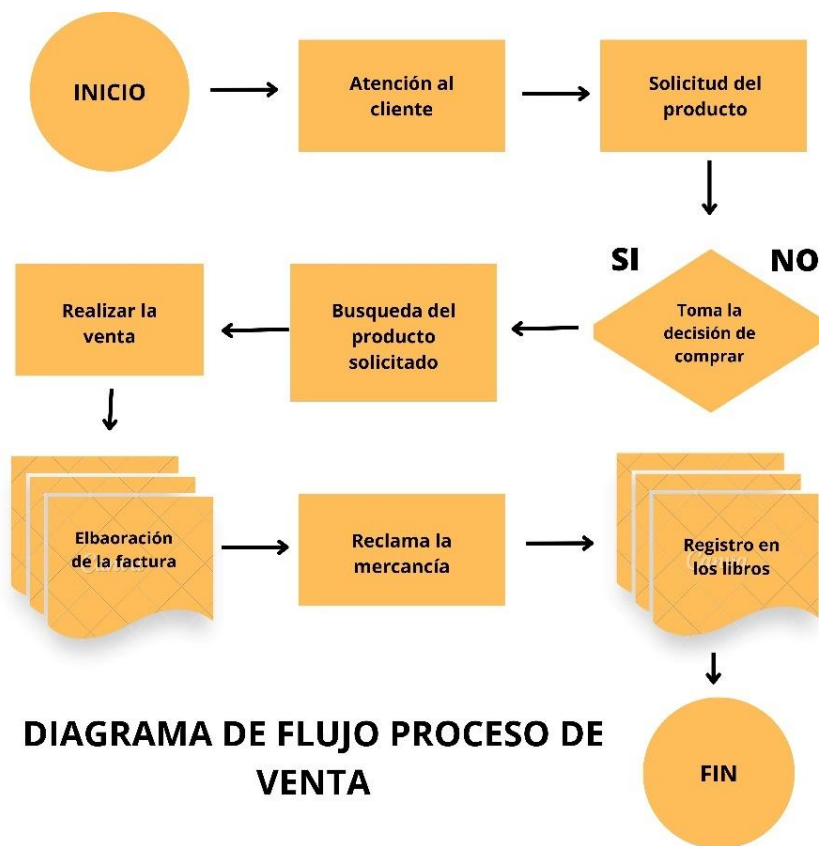 INICIO
Atención al
cliente
Solicitud del
producto
SI
NO
Toma la
decisión de
comprar
Busqueda del
producto
solicitado
Realizar la
venta
Elbaoración
de la factura
Canva
Reclama la
mercancía
Registro en
los libros
Canva
DIAGRAMA DE FLUJO PROCESO DE
VENTA
FIN